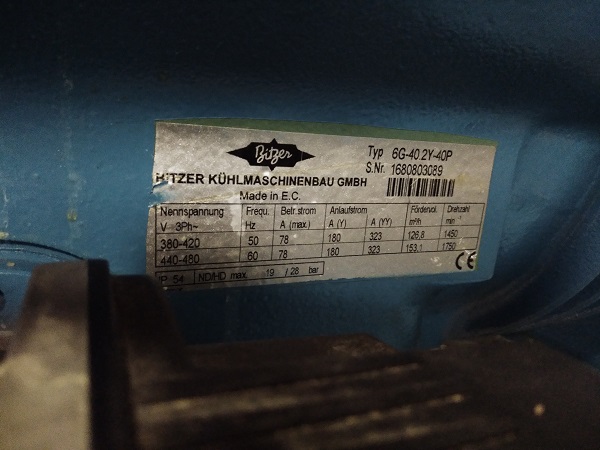 Bitzer
Typ 6G-40.2Y-40P
S.Nr. 1680803089
BITZER KÜHLMASCHINENBAU GMBH
Made in E.C.
Nennspannung Frequ. Betr.strom Anlaufstrom Fördervol. Drehzahl
V 3Ph~ Hz A (max.) A (Y) A (YY) m³/h min
380-420 50 78 180 323 126,8 1450
440-480 60 78 180 323 153,1 1750
IP 54 ND/HD max. 19 / 28 bar
CE